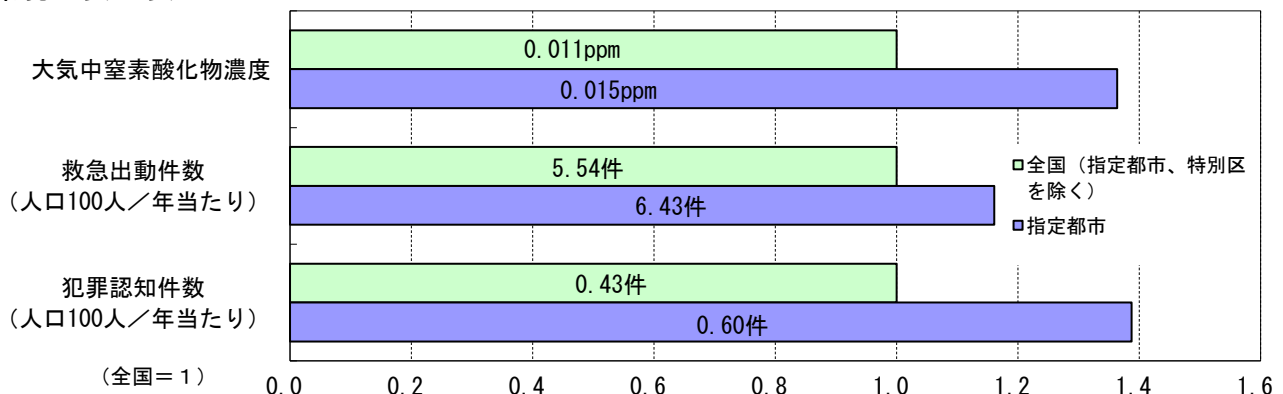 大気中窒素酸化物濃度
0.011ppm
0.015ppm
救急出動件数
（人口100人／年当たり）
5.54件
6.43件
犯罪認知件数
（人口100人／年当たり）
0.43件
0.60件
全国（指定都市、特別区
を除く）
指定都市
（全国＝１）
0.0 0.2 0.4 0.6 0.8 1.0 1.2 1.4 1.6